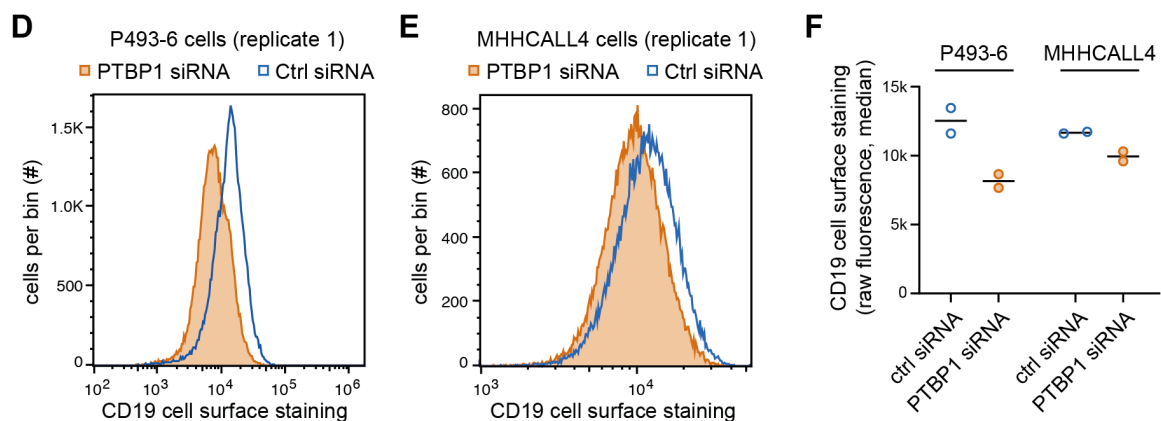 D
P493-6 cells (replicate 1)
PTBP1 siRNA Ctrl siRNA
cells per bin (#)
1.5K
1.0K
500
0
10² 10³ 10⁴ 10⁵ 10⁶
CD19 cell surface staining
E
MHHCALL4 cells (replicate 1)
PTBP1 siRNA Ctrl siRNA
cells per bin (#)
800
600
400
200
0
10³ 10⁴
CD19 cell surface staining
F
P493-6 MHHCALL4
CD19 cell surface staining
(raw fluorescence, median)
15k
10k
5k
0
ctrl siRNA
PTBP1 siRNA
ctrl siRNA
PTBP1 siRNA